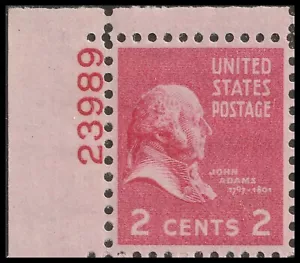 23989
UNITED
STATES
POSTAGE
JOHN
ADAMS
1797-1801
2 CENTS 2